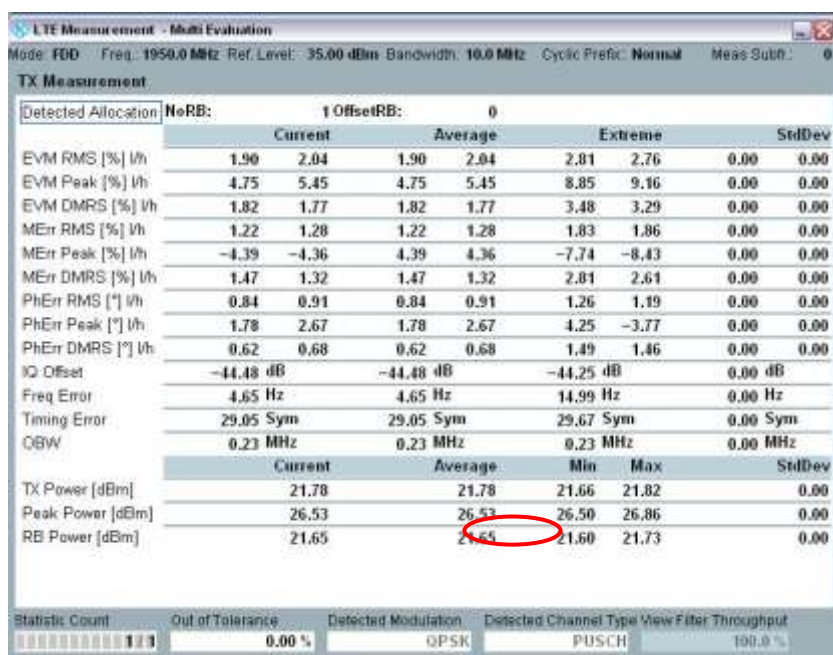 LTE Measurement - Multi Evaluation
Mode: FDD Freq.: 1950.0 MHz Ref. Level: 35.00 dBm Bandwidth: 10.0 MHz Cyclic Prefix: Normal Meas Subfr.: 0
TX Measurement
Detected Allocation NoRB: 1 OffsetRB: 0
Current Average Extreme StdDev
EVM RMS [%] l/h 1.90 2.04 1.90 2.04 2.81 2.76 0.00 0.00
EVM Peak [%] l/h 4.75 5.45 4.75 5.45 8.85 9.16 0.00 0.00
EVM DMRS [%] l/h 1.82 1.77 1.82 1.77 3.48 3.29 0.00 0.00
MErr RMS [%] l/h 1.22 1.28 1.22 1.28 1.83 1.86 0.00 0.00
MErr Peak [%] l/h -4.39 -4.36 4.39 4.36 -7.74 -8.43 0.00 0.00
MErr DMRS [%] l/h 1.47 1.32 1.47 1.32 2.81 2.61 0.00 0.00
PhErr RMS [°] l/h 0.84 0.91 0.84 0.91 1.26 1.19 0.00 0.00
PhErr Peak [°] l/h 1.78 2.67 1.78 2.67 4.25 -3.77 0.00 0.00
PhErr DMRS [°] l/h 0.62 0.68 0.62 0.68 1.49 1.46 0.00 0.00
IQ Offset -44.48 dB -44.48 dB -44.25 dB 0.00 dB
Freq Error 4.65 Hz 4.65 Hz 14.99 Hz 0.00 Hz
Timing Error 29.05 Sym 29.05 Sym 29.67 Sym 0.00 Sym
OBW 0.23 MHz 0.23 MHz 0.23 MHz 0.00 MHz
Current Average Min Max StdDev
TX Power [dBm] 21.78 21.78 21.66 21.82 0.00
Peak Power [dBm] 26.53 26.53 26.50 26.86 0.00
RB Power [dBm] 21.65 21.65 21.60 21.73 0.00
Statistic Count Out of Tolerance Detected Modulation Detected Channel Type View Filter Throughput
1 / 1 0.00 % QPSK PUSCH 100.0 %